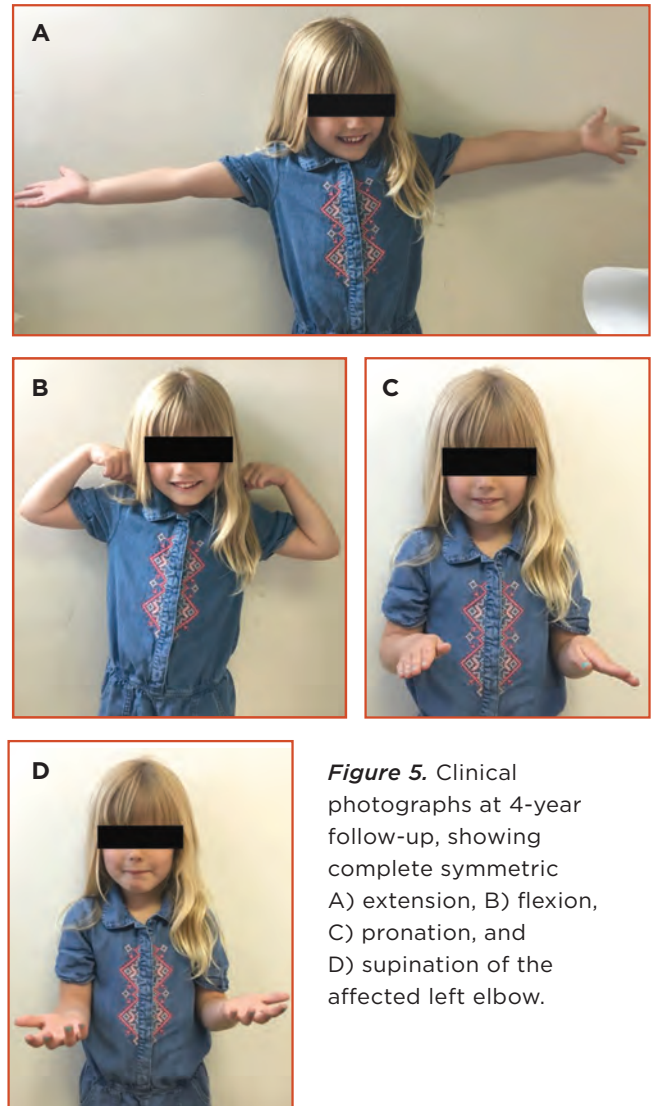 A
B
C
D
Figure 5. Clinical
photographs at 4-year
follow-up, showing
complete symmetric
A) extension, B) flexion,
C) pronation, and
D) supination of the
affected left elbow.